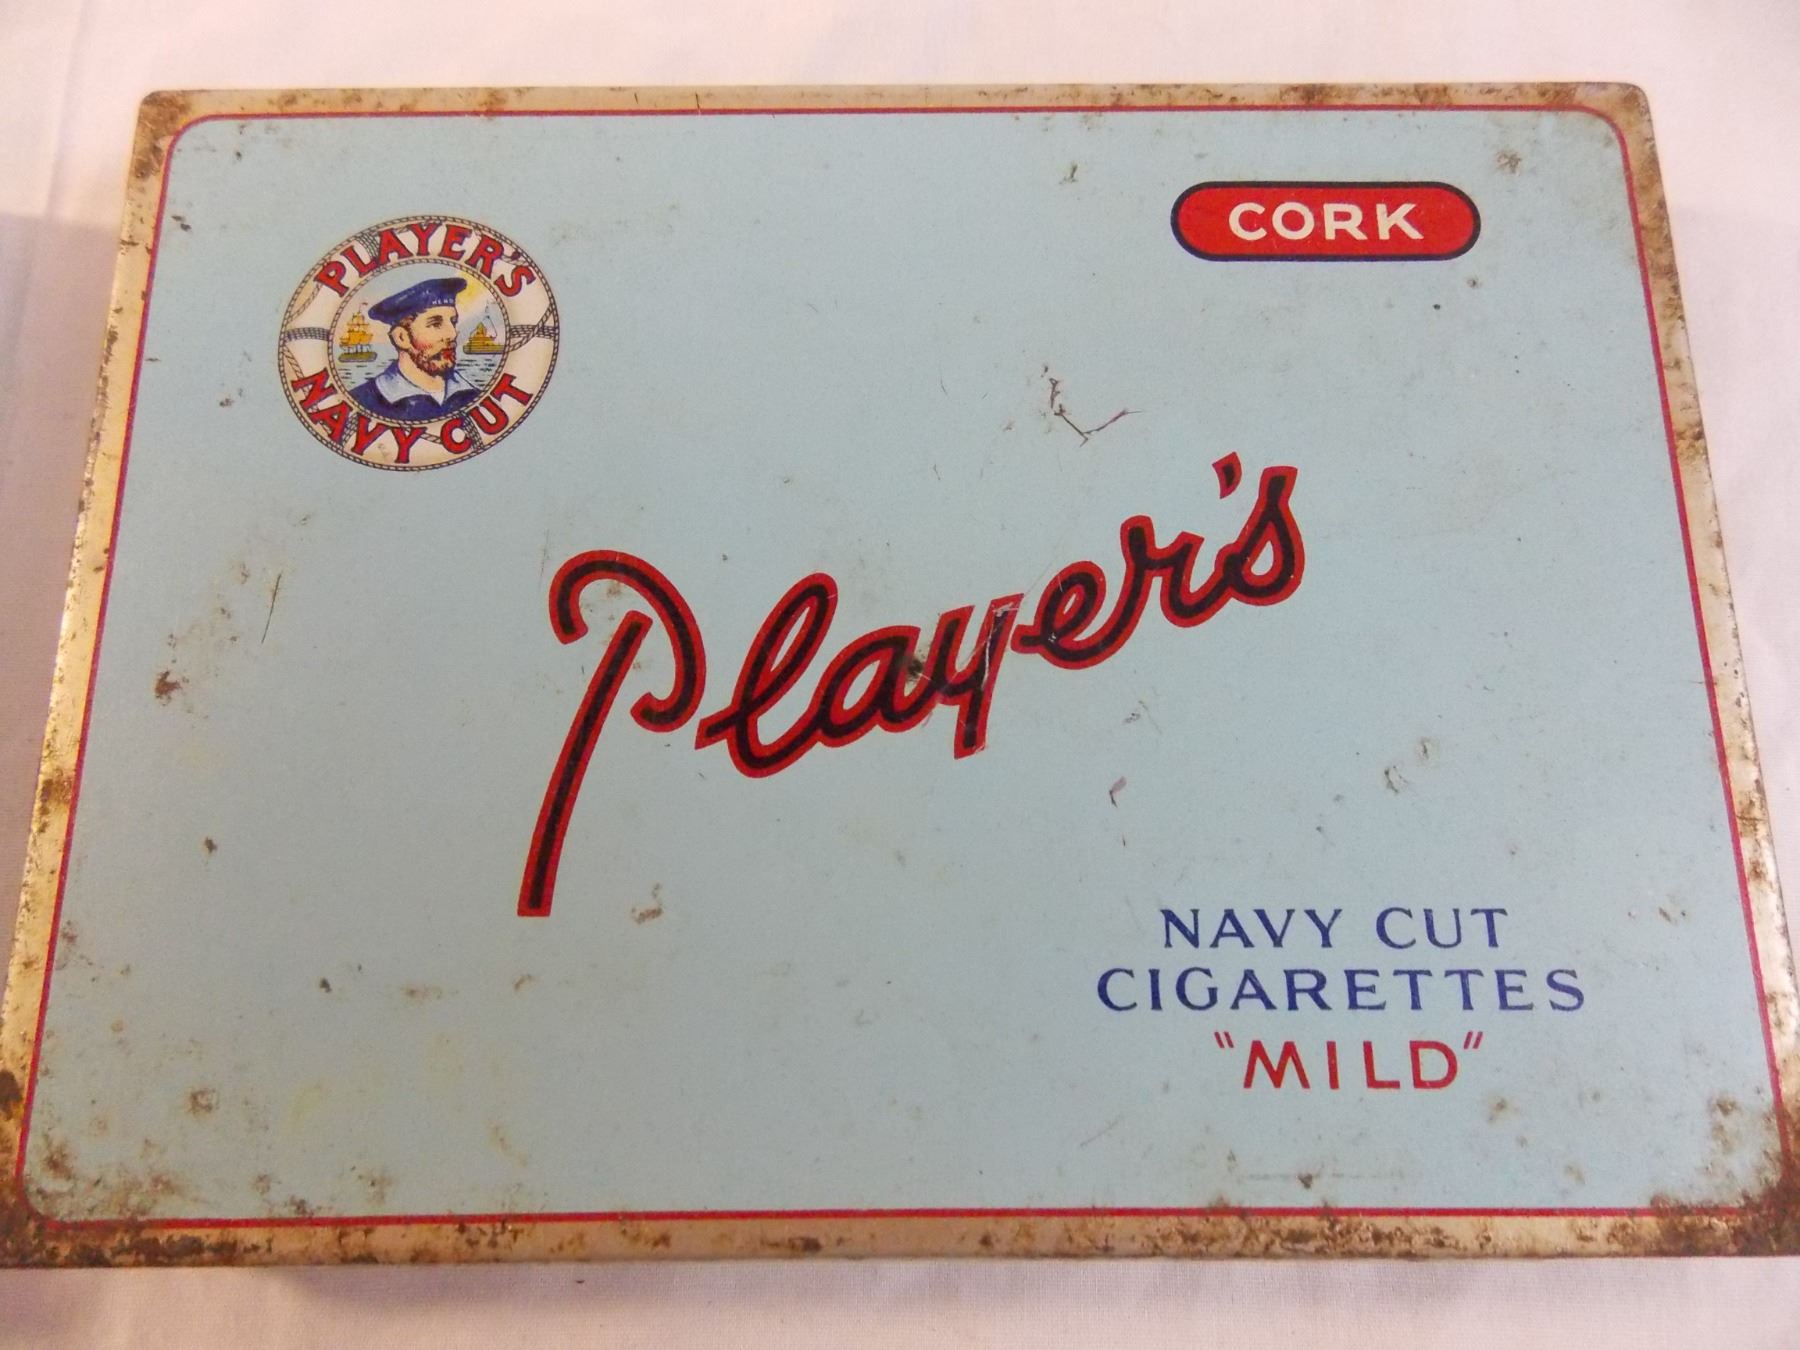 PLAYER'S
NAVY CUT
CORK
Player's
NAVY CUT
CIGARETTES
"MILD"